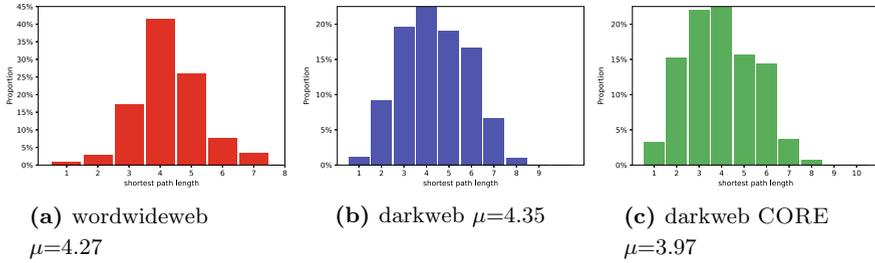 45%
40%
35%
30%
25%
20%
15%
10%
5%
0%
Proportion
1 2 3 4 5 6 7 8
shortest path length
20%
15%
10%
5%
0%
Proportion
1 2 3 4 5 6 7 8 9
shortest path length
20%
15%
10%
5%
0%
Proportion
1 2 3 4 5 6 7 8 9 10
shortest path length
(a) wordwideweb
μ=4.27
(b) darkweb μ=4.35
(c) darkweb CORE
μ=3.97